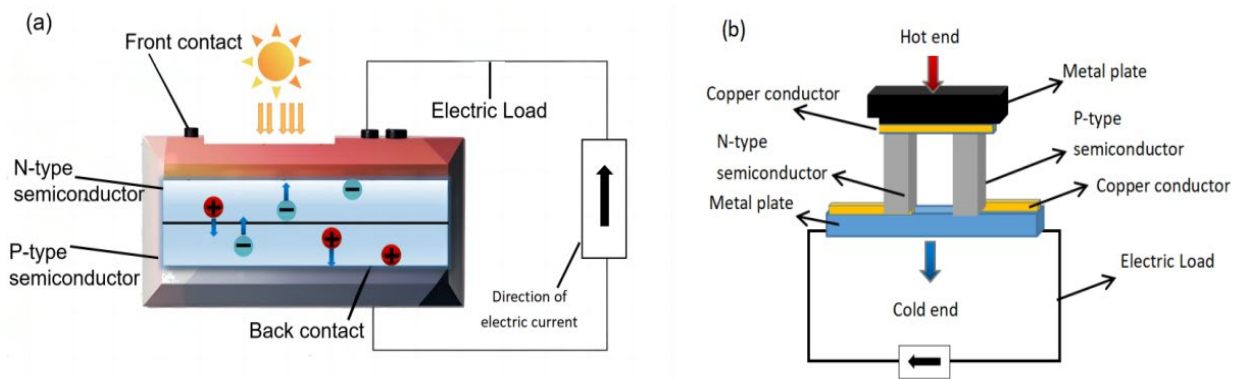 (a)
Front contact
Electric Load
N-type
semiconductor
P-type
semiconductor
Back contact
Direction of
electric current
(b)
Hot end
Metal plate
Copper conductor
P-type
semiconductor
N-type
semiconductor
Copper conductor
Metal plate
Electric Load
Cold end